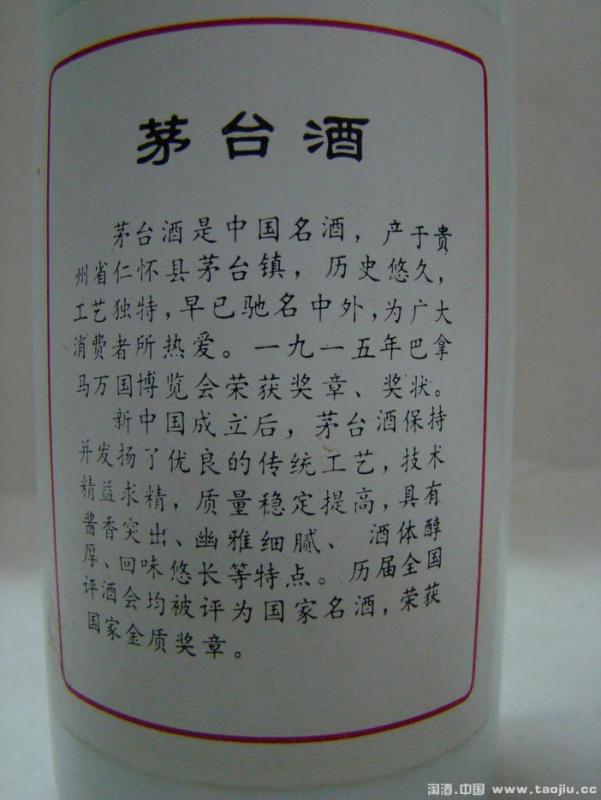 茅台酒
茅台酒是中国名酒，产于贵
州省仁怀县茅台镇，历史悠久，
工艺独特，早已驰名中外，为广大
消费者所热爱。一九一五年巴拿
马万国博览会荣获奖章、奖状。
新中国成立后，茅台酒保持
并发扬了优良的传统工艺，技术
精益求精，质量稳定提高，具有
酱香突出、幽雅细腻、酒体醇
厚、回味悠长等特点。历届全国
评酒会均被评为国家名酒，荣获
国家金质奖章。
淘酒.中国 www.taojiu.cc